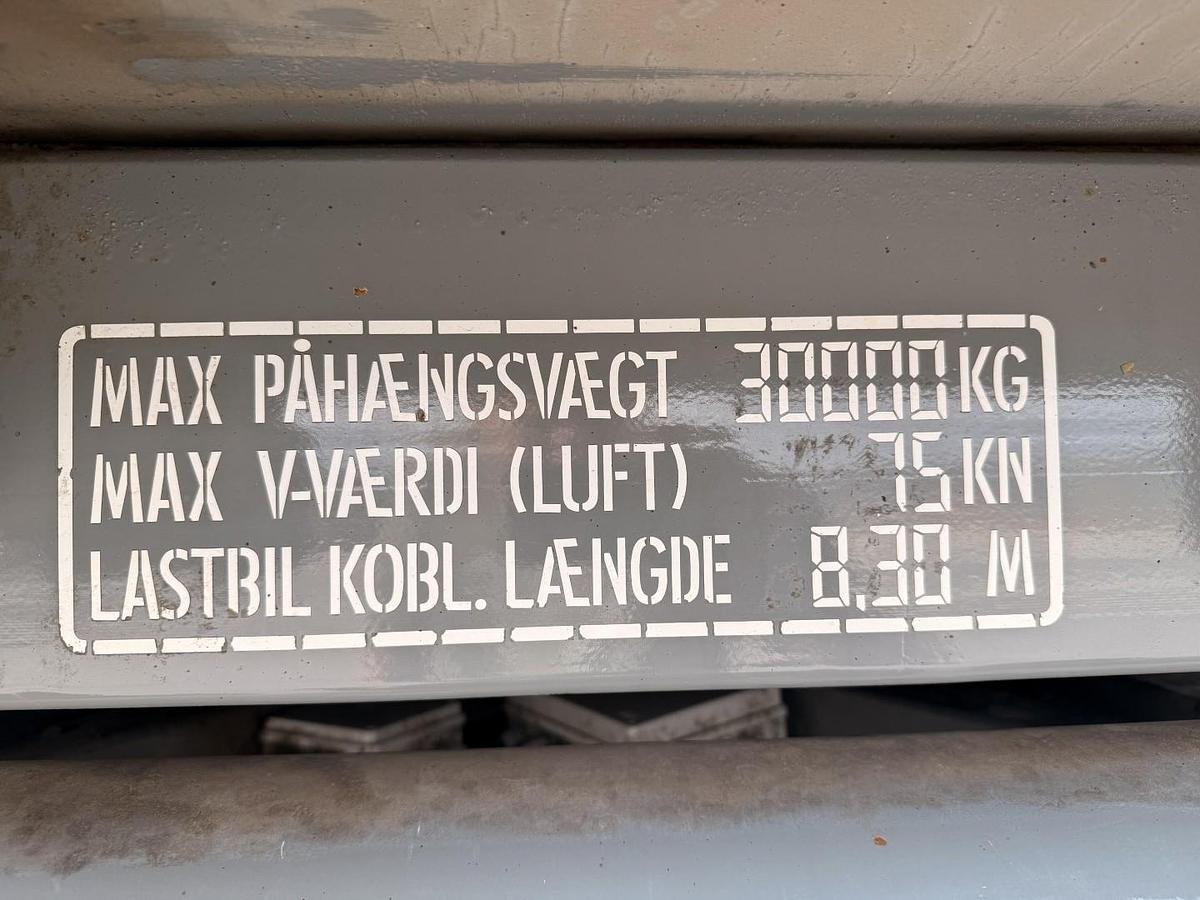 MAX PÅHÆNGSVÆGT 30000 KG
MAX V-VÆRDI (LUFT) 75 KN
LASTBIL KOBL. LÆNGDE 8,30 M